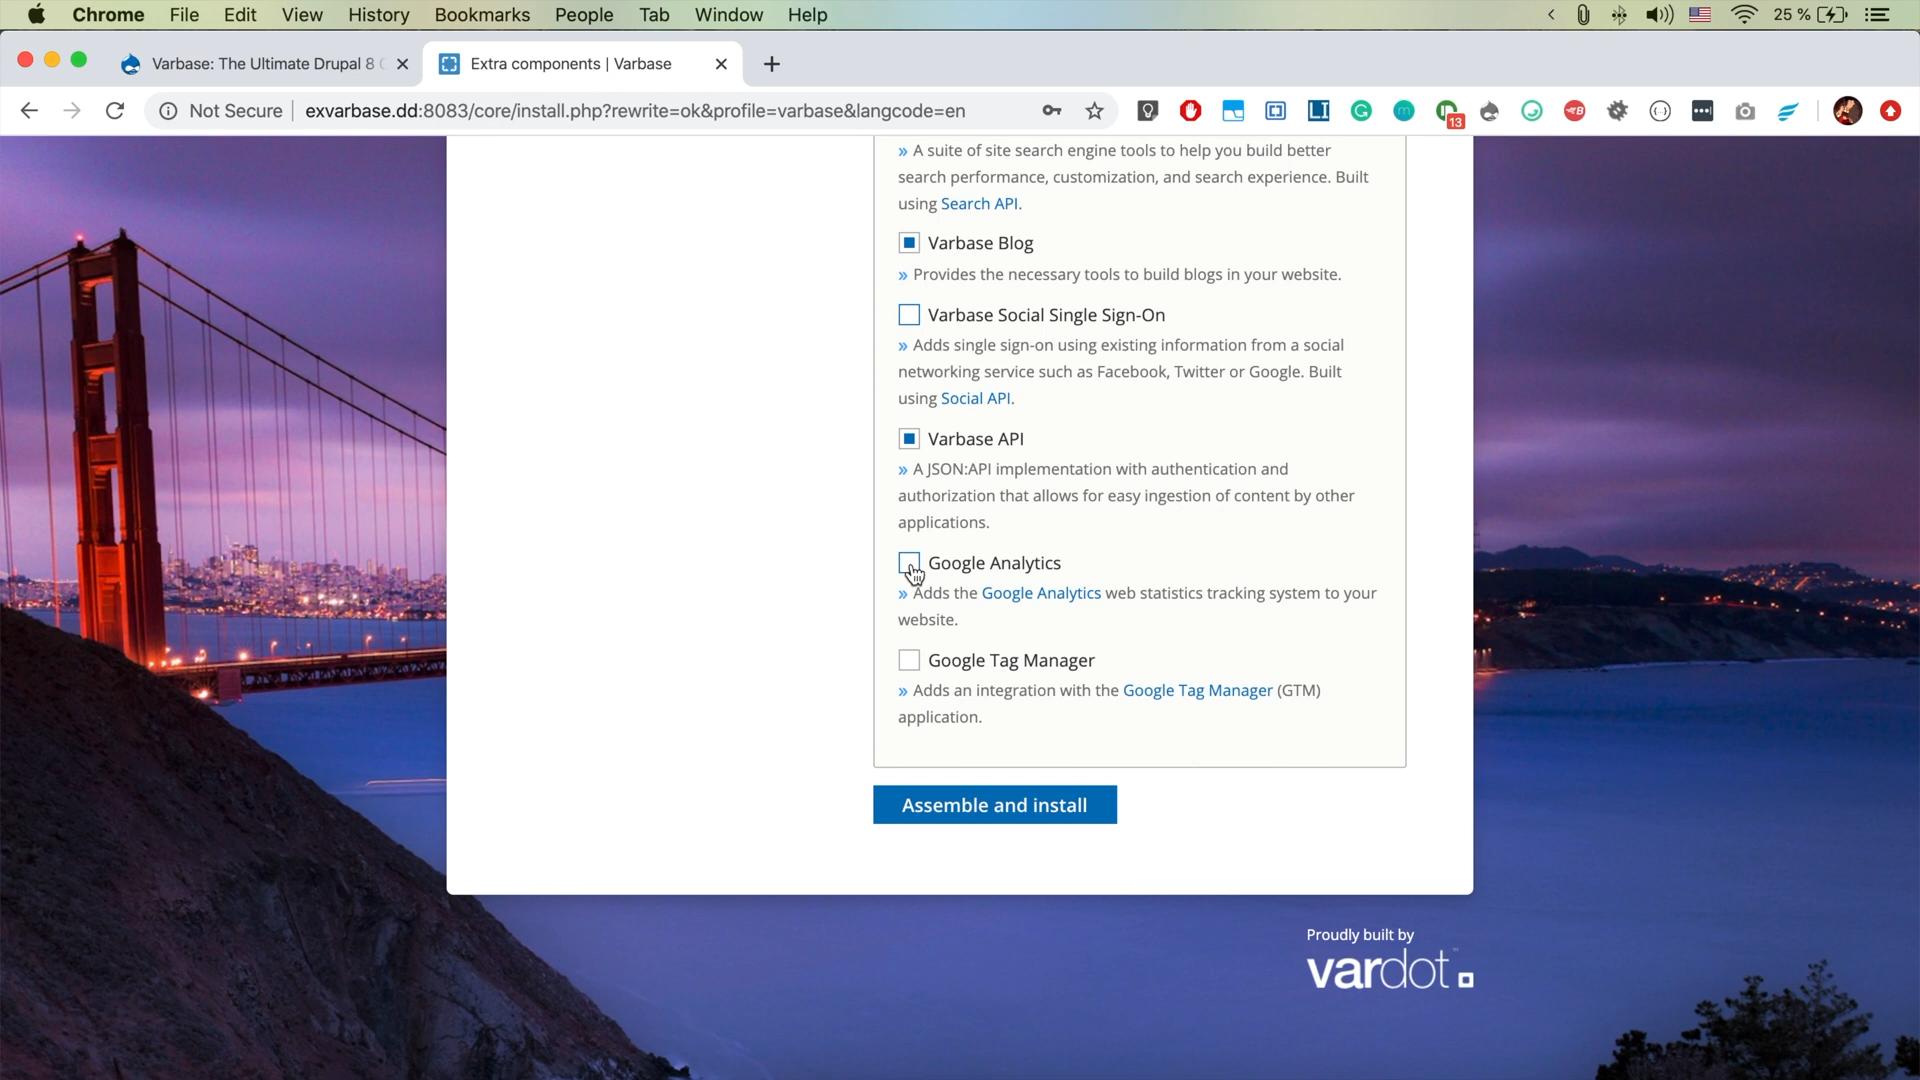 Chrome File Edit View History Bookmarks People Tab Window Help 25 %
Varbase: The Ultimate Drupal 8
Extra components | Varbase
Not Secure exvarbase.dd:8083/core/install.php?rewrite=ok&profile=varbase&langcode=en
13
» A suite of site search engine tools to help you build better
search performance, customization, and search experience. Built
using Search API.
Varbase Blog
» Provides the necessary tools to build blogs in your website.
Varbase Social Single Sign-On
» Adds single sign-on using existing information from a social
networking service such as Facebook, Twitter or Google. Built
using Social API.
Varbase API
» A JSON:API implementation with authentication and
authorization that allows for easy ingestion of content by other
applications.
Google Analytics
» Adds the Google Analytics web statistics tracking system to your
website.
Google Tag Manager
» Adds an integration with the Google Tag Manager (GTM)
application.
Assemble and install
Proudly built by
vardot